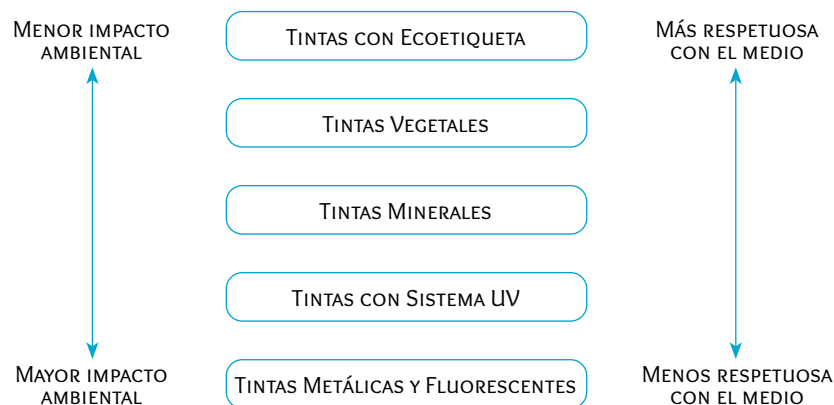 Menor impacto
ambiental
Tintas con Ecoetiqueta
Más respetuosa
con el medio
Tintas Vegetales
Tintas Minerales
Tintas con Sistema UV
Mayor impacto
ambiental
Tintas Metálicas y Fluorescentes
Menos respetuosa
con el medio